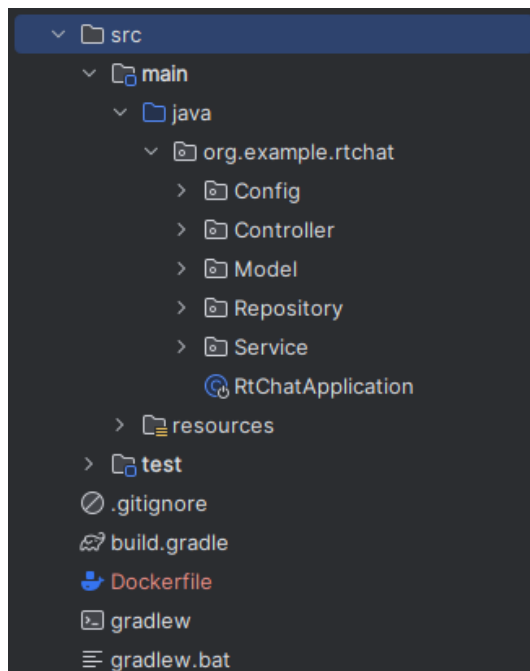 src
main
java
org.example.rtchat
Config
Controller
Model
Repository
Service
RtChatApplication
resources
test
.gitignore
build.gradle
Dockerfile
gradlew
gradlew.bat